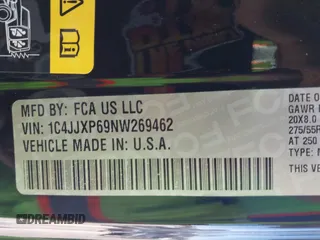 MFD BY: FCA US LLC
DATE O
GAWR
VIN: 1C4JJXP69NW269462
20X8.0
275/55R
VEHICLE MADE IN: U.S.A.
AT 250
TYPE:
THIS VE
DREAMBID